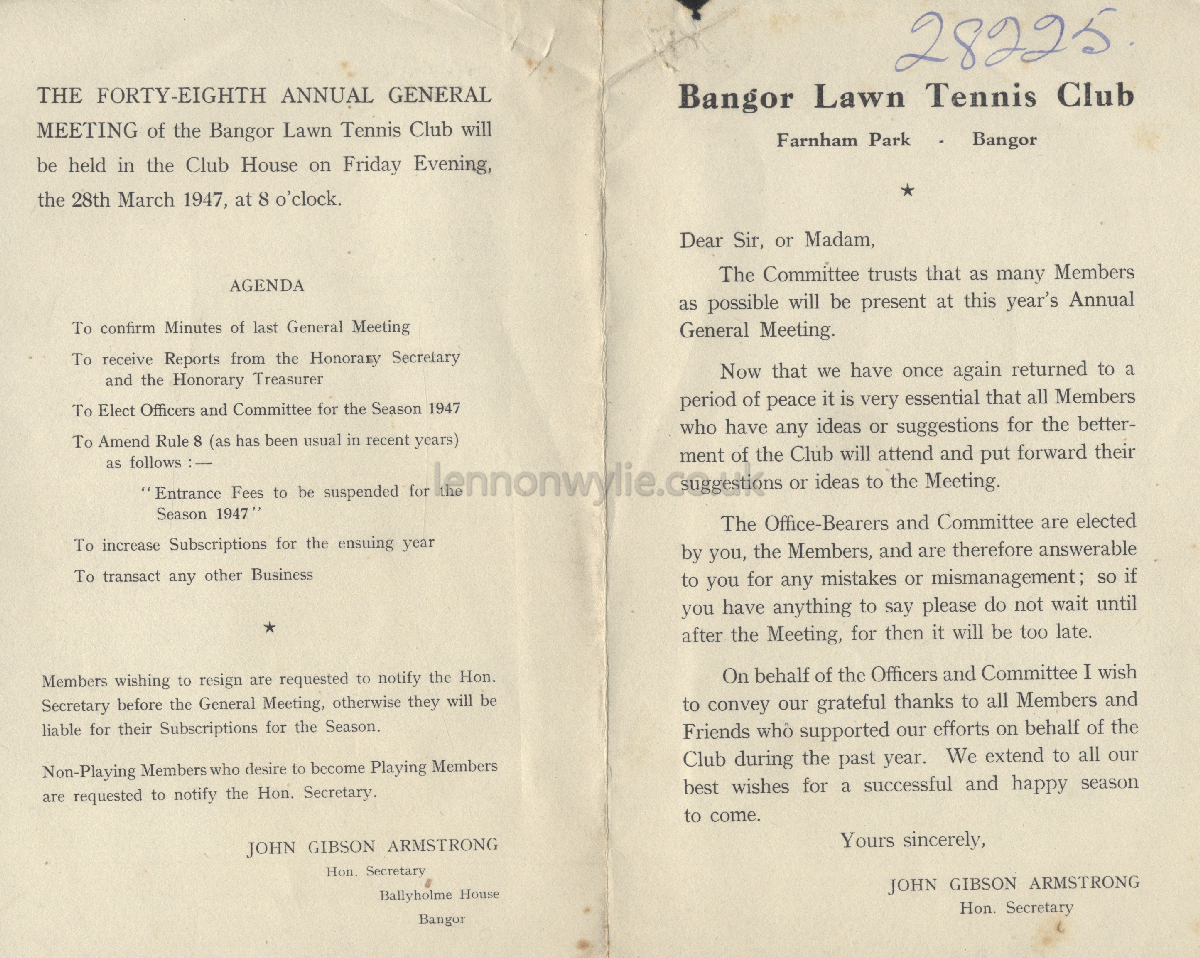 THE FORTY-EIGHTH ANNUAL GENERAL
MEETING of the Bangor Lawn Tennis Club will
be held in the Club House on Friday Evening,
the 28th March 1947, at 8 o'clock.
AGENDA
To confirm Minutes of last General Meeting
To receive Reports from the Honorary Secretary
and the Honorary Treasurer
To Elect Officers and Committee for the Season 1947
To Amend Rule 8 (as has been usual in recent years)
as follows :—
"Entrance Fees to be suspended for the
Season 1947"
To increase Subscriptions for the ensuing year
To transact any other Business
★
Members wishing to resign are requested to notify the Hon.
Secretary before the General Meeting, otherwise they will be
liable for their Subscriptions for the Season.
Non-Playing Members who desire to become Playing Members
are requested to notify the Hon. Secretary.
JOHN GIBSON ARMSTRONG
Hon. Secretary
Ballyholme House
Bangor
28225.
Bangor Lawn Tennis Club
Farnham Park - Bangor
★
Dear Sir, or Madam,
The Committee trusts that as many Members
as possible will be present at this year's Annual
General Meeting.
Now that we have once again returned to a
period of peace it is very essential that all Members
who have any ideas or suggestions for the better-
ment of the Club will attend and put forward their
suggestions or ideas to the Meeting.
The Office-Bearers and Committee are elected
by you, the Members, and are therefore answerable
to you for any mistakes or mismanagement; so if
you have anything to say please do not wait until
after the Meeting, for then it will be too late.
On behalf of the Officers and Committee I wish
to convey our grateful thanks to all Members and
Friends who supported our efforts on behalf of the
Club during the past year. We extend to all our
best wishes for a successful and happy season
to come.
Yours sincerely,
JOHN GIBSON ARMSTRONG
Hon. Secretary
lennonwylie.co.uk